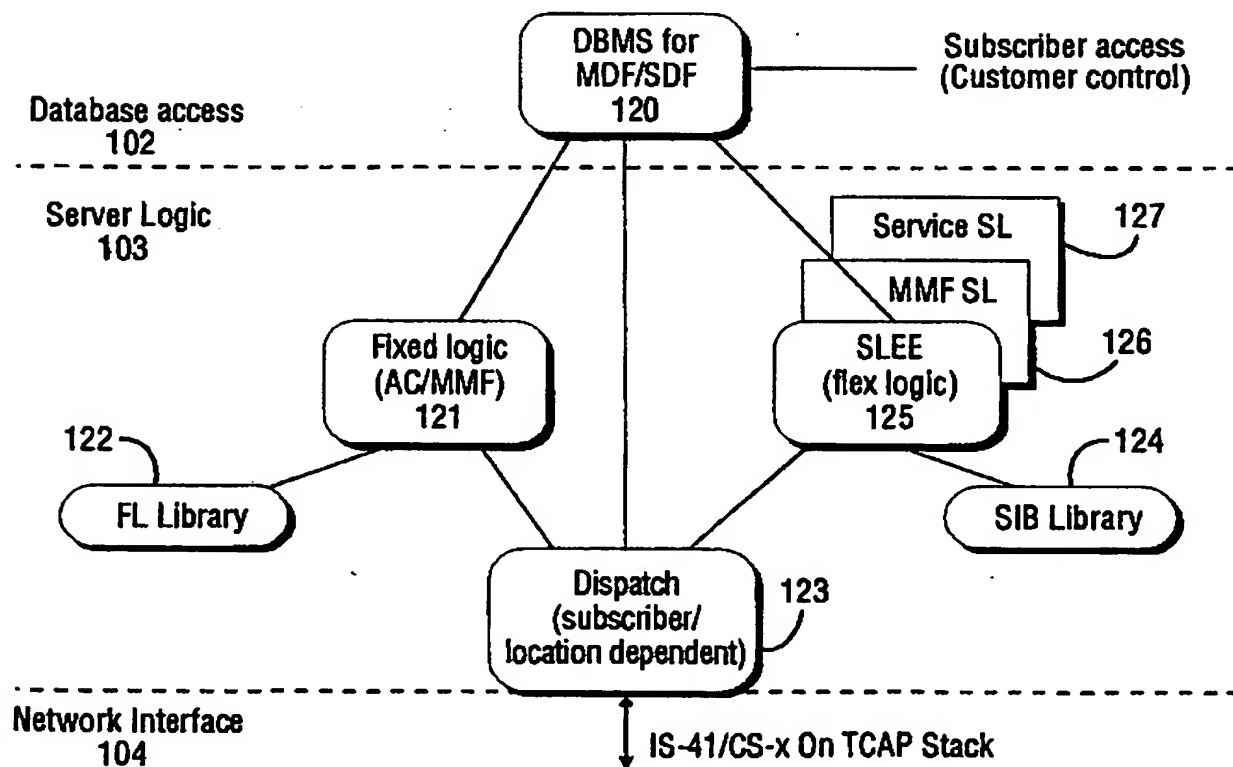 DBMS for
MDF/SDF
120
Subscriber access
(Customer control)
Database access
102
Server Logic
103
Service SL
127
MMF SL
126
Fixed logic
(AC/MMF)
121
SLEE
(flex logic)
125
122
FL Library
124
SIB Library
Dispatch
(subscriber/
location dependent)
123
Network Interface
104
IS-41/CS-x On TCAP Stack